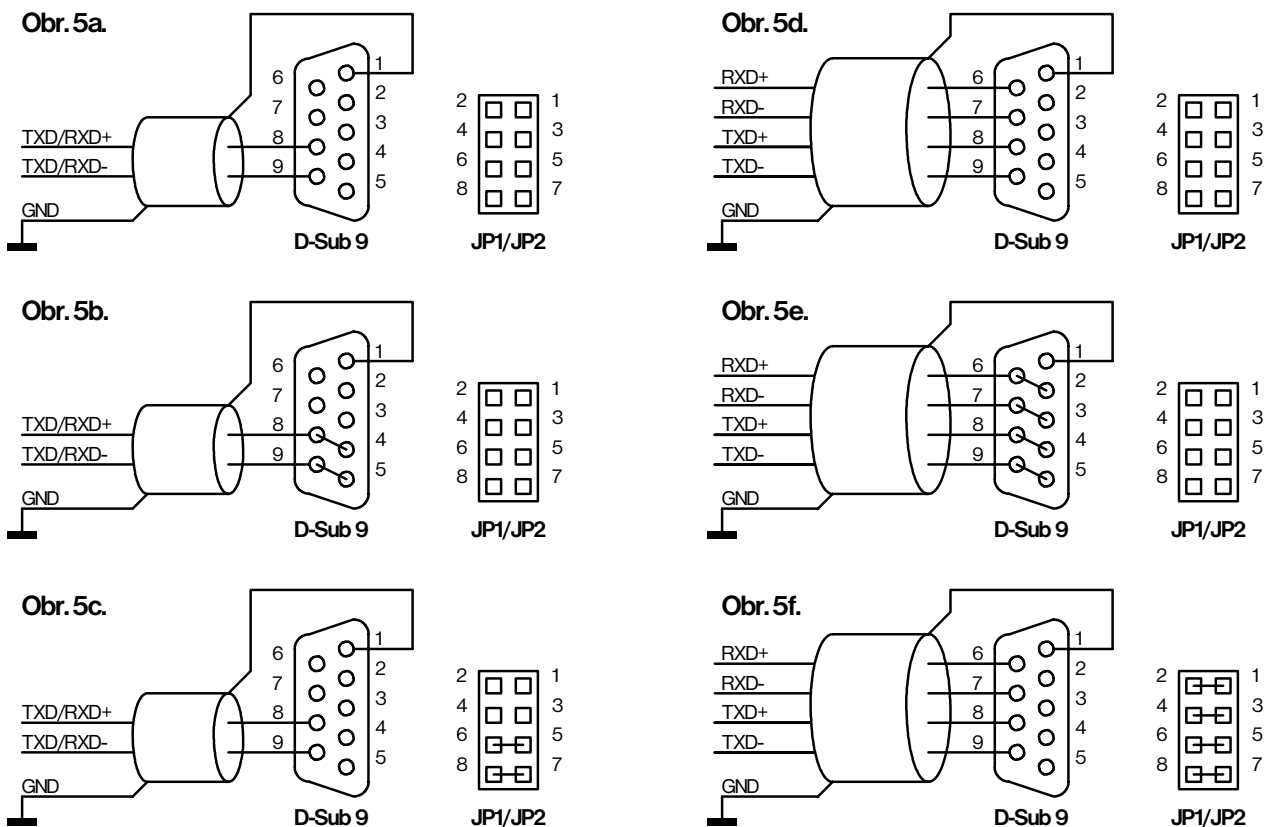 Obr. 5a.
1
6
2
7
3
TXD/RXD+
8
4
TXD/RXD-
9
5
GND
D-Sub 9
2 1
4 3
6 5
8 7
JP1/JP2
Obr. 5d.
1
RXD+
6
2
RXD-
7
3
TXD+
8
4
TXD-
9
5
GND
D-Sub 9
2 1
4 3
6 5
8 7
JP1/JP2
Obr. 5b.
1
6
2
7
3
TXD/RXD+
8
4
TXD/RXD-
9
5
GND
D-Sub 9
2 1
4 3
6 5
8 7
JP1/JP2
Obr. 5e.
1
RXD+
6
2
RXD-
7
3
TXD+
8
4
TXD-
9
5
GND
D-Sub 9
2 1
4 3
6 5
8 7
JP1/JP2
Obr. 5c.
1
6
2
7
3
TXD/RXD+
8
4
TXD/RXD-
9
5
GND
D-Sub 9
2 1
4 3
6 5
8 7
JP1/JP2
Obr. 5f.
1
RXD+
6
2
RXD-
7
3
TXD+
8
4
TXD-
9
5
GND
D-Sub 9
2 1
4 3
6 5
8 7
JP1/JP2